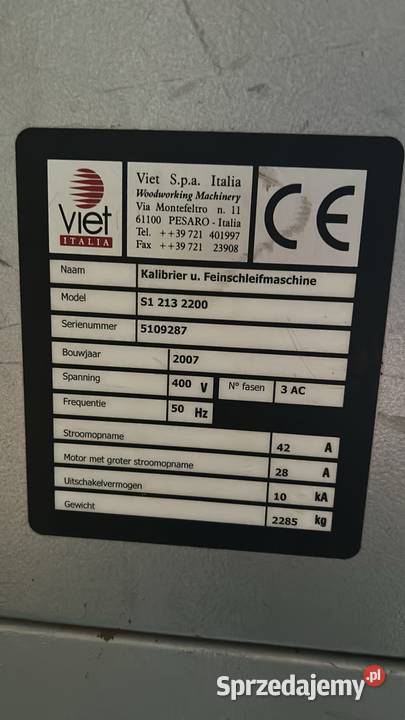 viet
ITALIA
Viet S.p.a. Italia
Woodworking Machinery
Via Montefeltro n. 11
61100 PESARO - Italia
Tel. ++39 721 401997
Fax ++39 721 23908
CE
Naam Kalibrier u. Feinschleifmaschine
Model S1 213 2200
Serienummer 5109287
Bouwjaar 2007
Spanning 400 V N° fasen 3 AC
Frequentie 50 Hz
Stroomopname 42 A
Motor met groter stroomopname 28 A
Uitschakelvermogen 10 kA
Gewicht 2285 kg
Sprzedajemy.pl